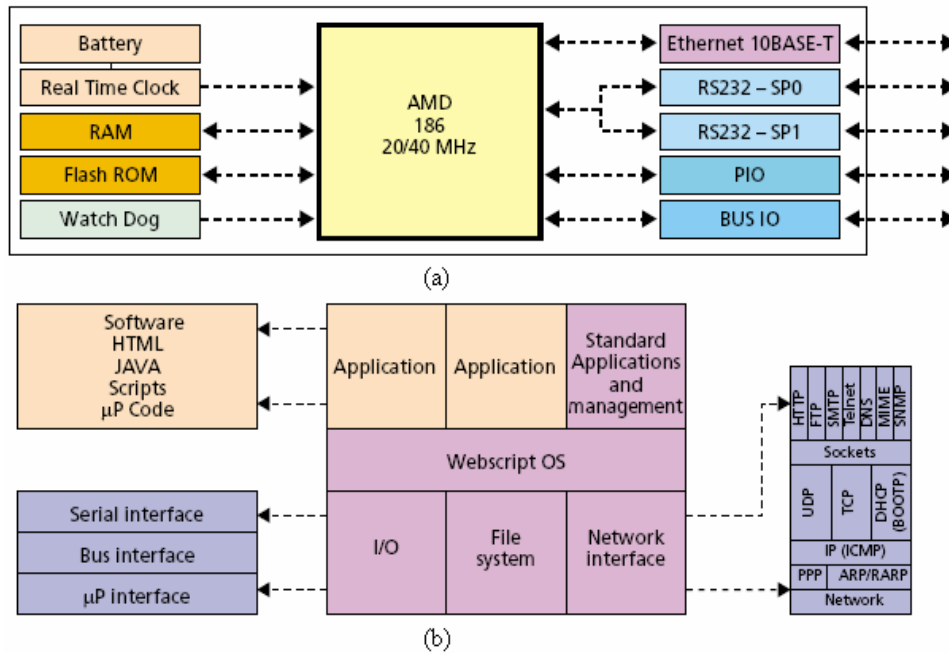 Battery
Real Time Clock
RAM
Flash ROM
Watch Dog
AMD
186
20/40 MHz
Ethernet 10BASE-T
RS232 – SP0
RS232 – SP1
PIO
BUS IO
(a)
Software
HTML
JAVA
Scripts
µP Code
Serial interface
Bus interface
µP interface
Application
Application
Standard
Applications
and
management
Webscript OS
I/O
File
system
Network
interface
HTTP
FTP
SMTP
Telnet
DNS
MIME
SNMP
Sockets
UDP
TCP
DHCP
(BOOTP)
IP (ICMP)
PPP
ARP/RARP
Network
(b)